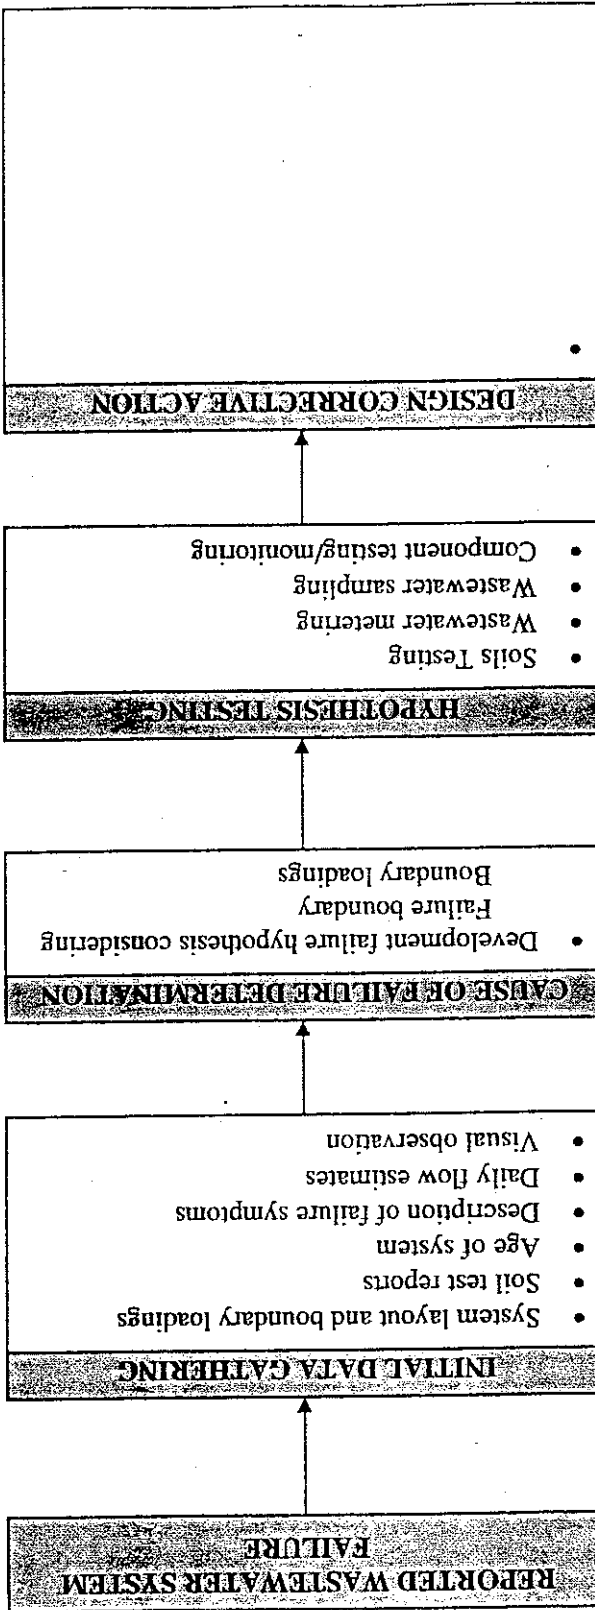 REPORTED WASTEWATER SYSTEM
FAILURE
INITIAL DATA GATHERING
• System layout and boundary loadings
• Soil test reports
• Age of system
• Description of failure symptoms
• Daily flow estimates
• Visual observation
CAUSE OF FAILURE DETERMINATION
• Development failure hypothesis considering
Failure boundary
Boundary loadings
HYPOTHESIS TESTING
• Soils Testing
• Wastewater metering
• Wastewater sampling
• Component testing/monitoring
DESIGN CORRECTIVE ACTION
•